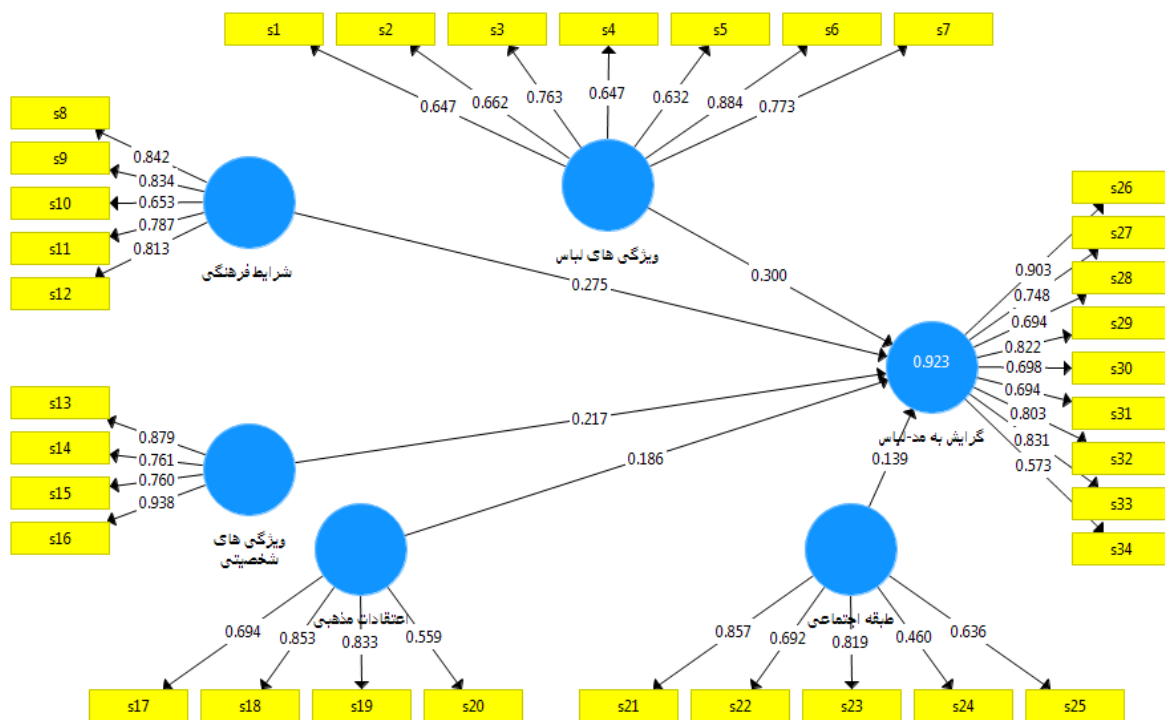 s1
s2
s3
s4
s5
s6
s7
0.647
0.662
0.763
0.647
0.632
0.884
0.773
ویژگی های لباس
0.300
s8
s9
s10
s11
s12
0.842
0.834
0.653
0.787
0.813
شرایط فرهنگی
0.275
s13
s14
s15
s16
0.879
0.761
0.760
0.938
ویژگی های
شخصیتی
0.217
اعتقادات مذهبی
0.186
0.694
0.853
0.833
0.559
s17
s18
s19
s20
طبقه اجتماعی
0.139
0.857
0.692
0.819
0.460
0.636
s21
s22
s23
s24
s25
0.923
گرایش به مد-لباس
0.903
0.748
0.694
0.822
0.698
0.694
0.803
0.831
0.573
s26
s27
s28
s29
s30
s31
s32
s33
s34